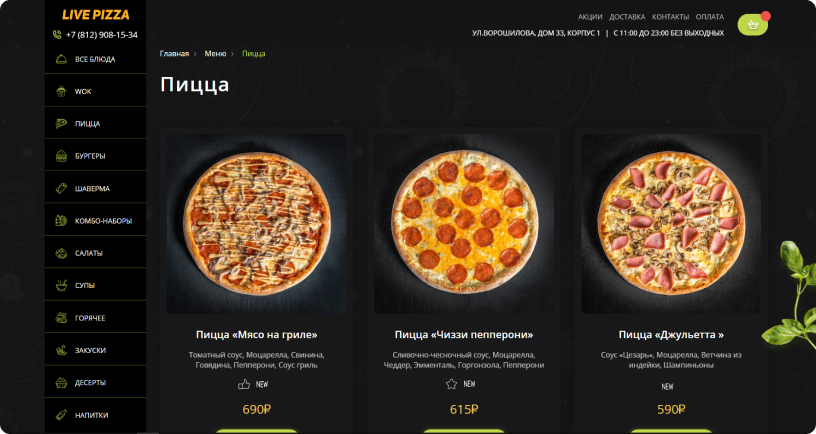 LIVE PIZZA
+7 (812) 908-15-34
ВСЕ БЛЮДА
WOK
ПИЦЦА
БУРГЕРЫ
ШАВЕРМА
КОМБО-НАБОРЫ
САЛАТЫ
СУПЫ
ГОРЯЧЕЕ
ЗАКУСКИ
ДЕСЕРТЫ
НАПИТКИ
АКЦИИ ДОСТАВКА КОНТАКТЫ ОПЛАТА
УЛ.ВОРОШИЛОВА, ДОМ 33, КОРПУС 1 | С 11:00 ДО 23:00 БЕЗ ВЫХОДНЫХ
Главная › Меню › Пицца
Пицца
Пицца «Мясо на гриле»
Томатный соус, Моцарелла, Свинина,
Говядина, Пепперони, Соус гриль
NEW
690₽
Пицца «Чиззи пепперони»
Сливочно-чесночный соус, Моцарелла,
Чеддер, Эмменталь, Горгонзола, Пепперони
NEW
615₽
Пицца «Джульетта »
Соус «Цезарь», Моцарелла, Ветчина из
индейки, Шампиньоны
NEW
590₽